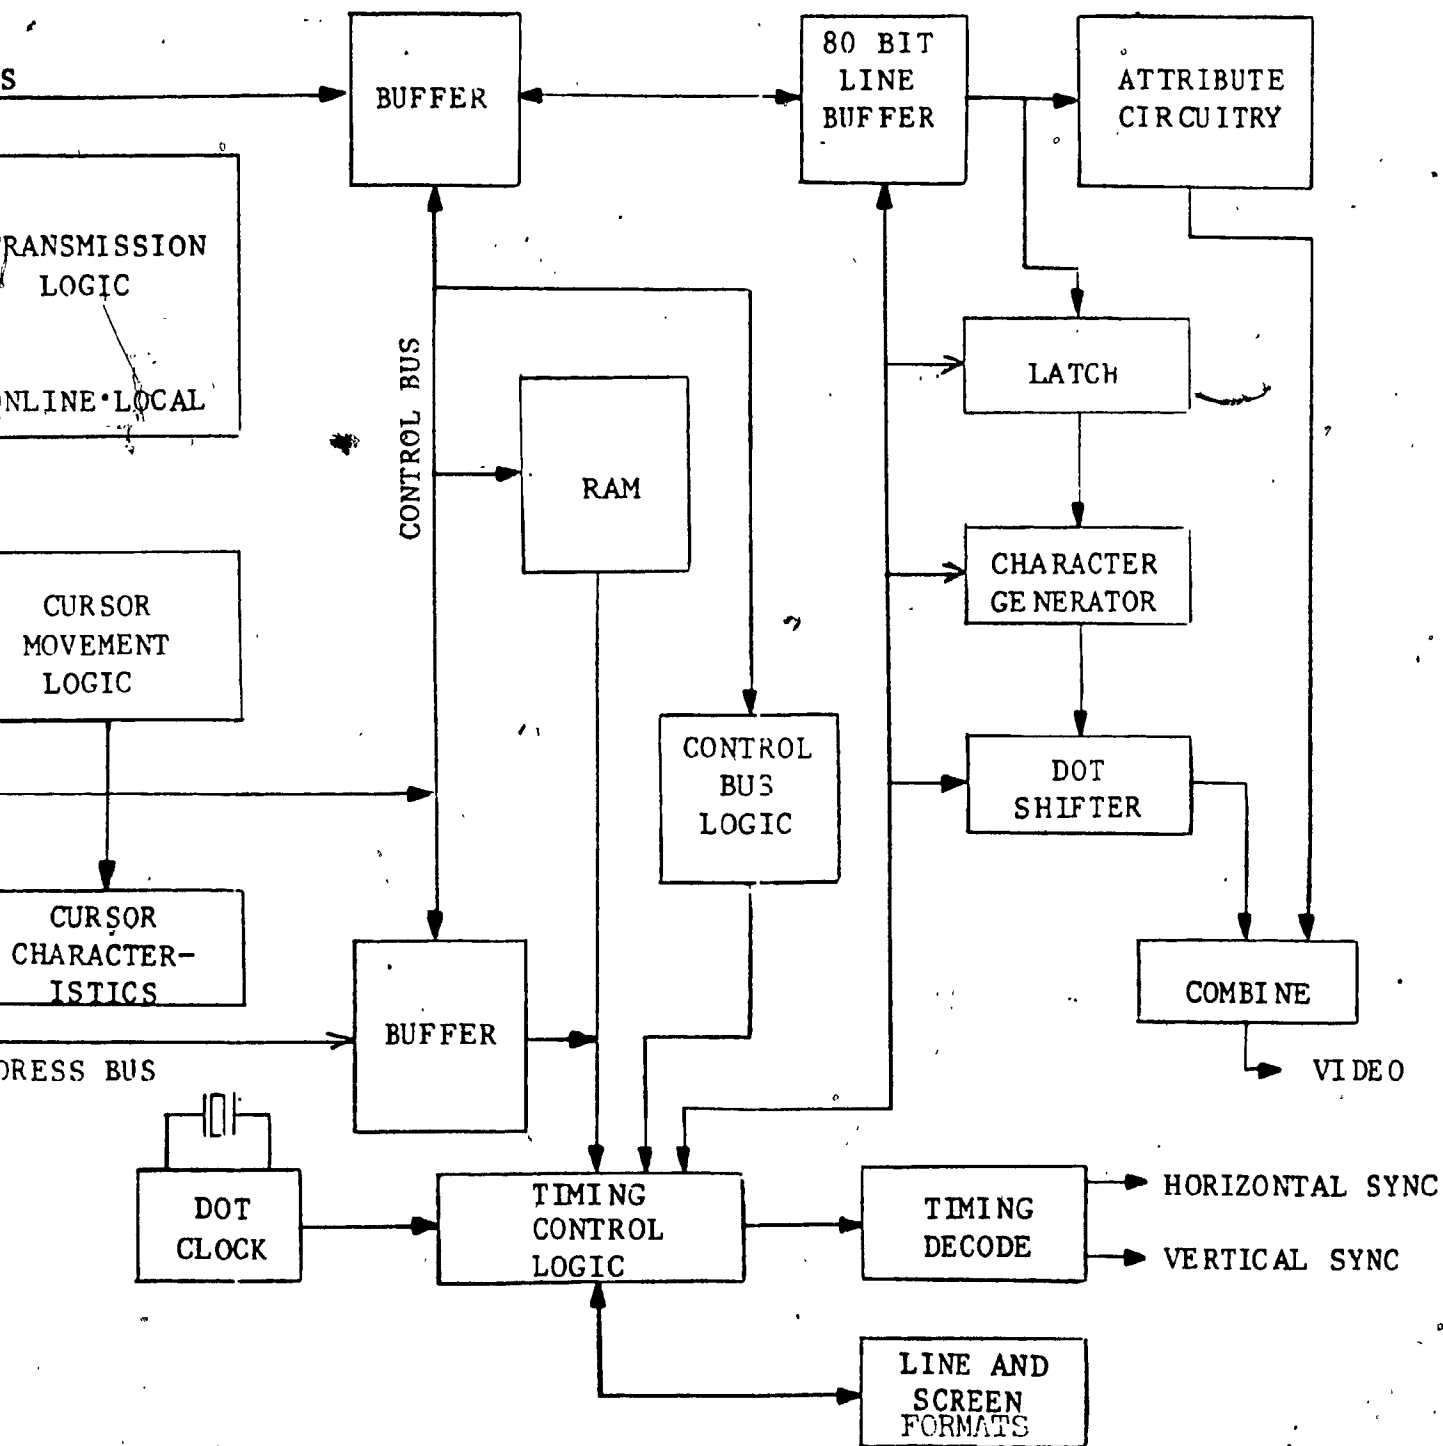 S
BUFFER
80 BIT
LINE
BUFFER
ATTRIBUTE
CIRCUITRY
RANSMISSION
LOGIC
NLINE·LOCAL
CONTROL BUS
RAM
LATCH
CHARACTER
GENERATOR
CURSOR
MOVEMENT
LOGIC
CONTROL
BUS
LOGIC
DOT
SHIFTER
CURSOR
CHARACTER-
ISTICS
BUFFER
COMBINE
DRESS BUS
VIDEO
DOT
CLOCK
TIMING
CONTROL
LOGIC
TIMING
DECODE
HORIZONTAL SYNC
VERTICAL SYNC
LINE AND
SCREEN
FORMATS